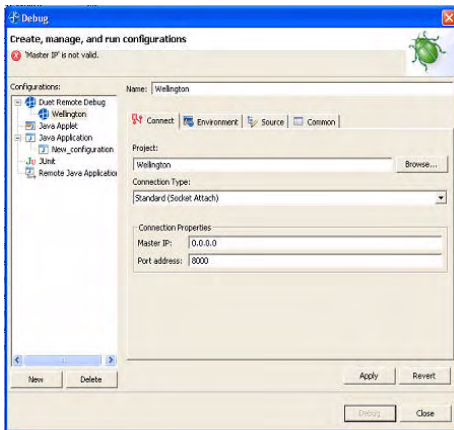 Debug
Create, manage, and run configurations
'Master IP' is not valid.
Configurations:
Duet Remote Debug
Wellington
Java Applet
Java Application
New_configuration
JUnit
Remote Java Application
New
Delete
Name: Wellington
Connect
Environment
Source
Common
Project:
Wellington
Browse...
Connection Type:
Standard (Socket Attach)
Connection Properties
Master IP: 0.0.0.0
Port address: 8000
Apply
Revert
Debug
Close